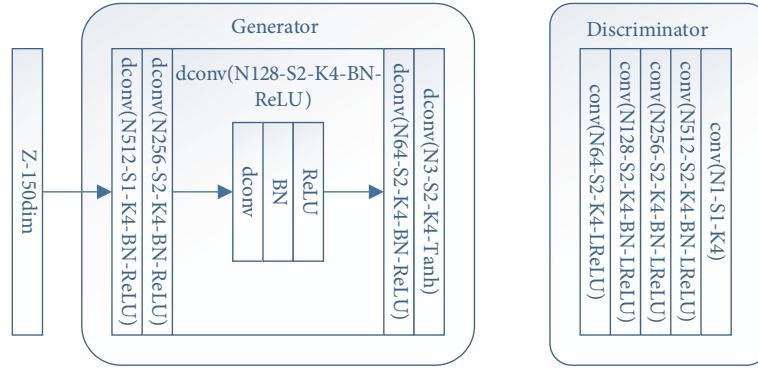 Generator
Z-150dim
dconv(N512-S1-K4-BN-ReLU)
dconv(N256-S2-K4-BN-ReLU)
dconv(N128-S2-K4-BN-
ReLU)
dconv
BN
ReLU
dconv(N64-S2-K4-BN-ReLU)
dconv(N3-S2-K4-Tanh)
Discriminator
conv(N64-S2-K4-LReLU)
conv(N128-S2-K4-BN-LReLU)
conv(N256-S2-K4-BN-LReLU)
conv(N512-S2-K4-BN-LReLU)
conv(N1-S1-K4)